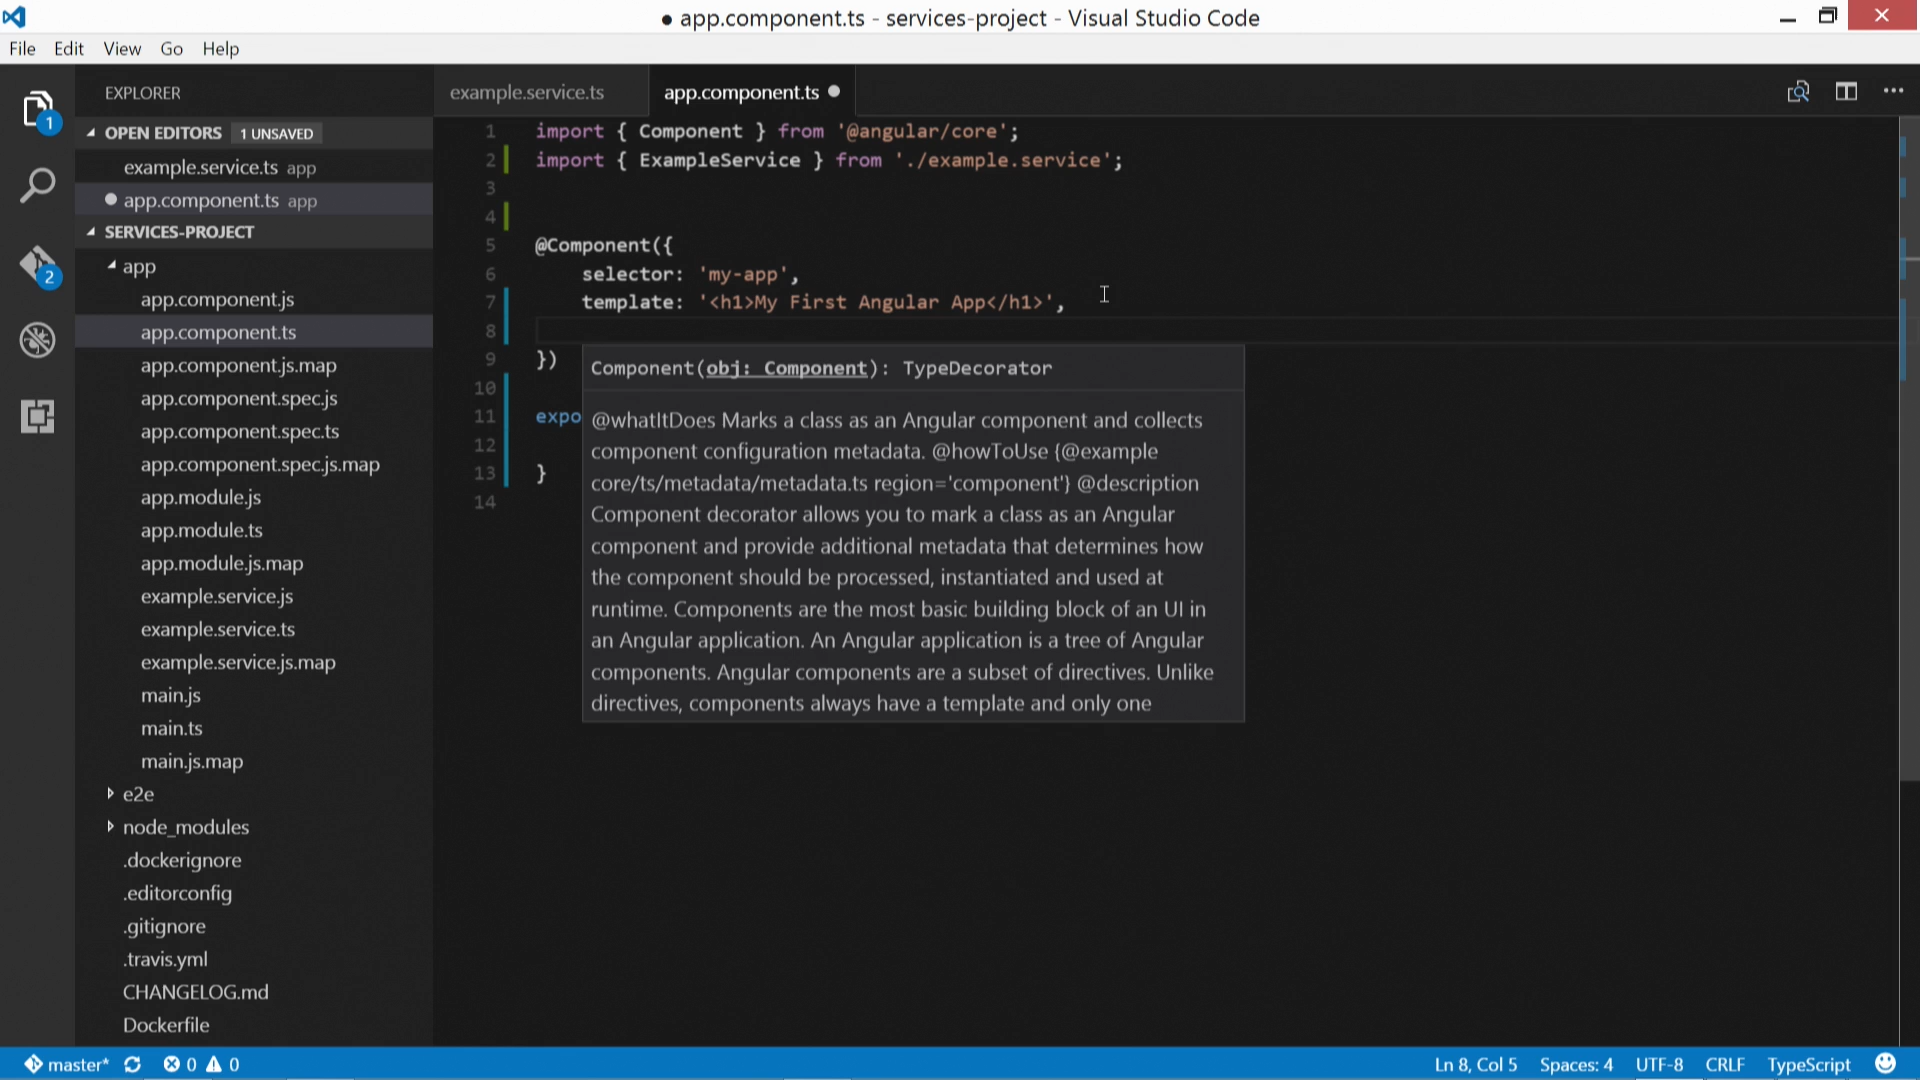 ● app.component.ts - services-project - Visual Studio Code
File Edit View Go Help
EXPLORER
OPEN EDITORS 1 UNSAVED
example.service.ts app
app.component.ts app
SERVICES-PROJECT
app
app.component.js
app.component.ts
app.component.js.map
app.component.spec.js
app.component.spec.ts
app.component.spec.js.map
app.module.js
app.module.ts
app.module.js.map
example.service.js
example.service.ts
example.service.js.map
main.js
main.ts
main.js.map
e2e
node_modules
.dockerignore
.editorconfig
.gitignore
.travis.yml
CHANGELOG.md
Dockerfile
1
2
example.service.ts app.component.ts
1 import { Component } from '@angular/core';
2 import { ExampleService } from './example.service';
3
4
5 @Component({
6 selector: 'my-app',
7 template: '<h1>My First Angular App</h1>',
8
9 })
10
11 expo
12
13 }
14
Component(obj: Component): TypeDecorator
@whatItDoes Marks a class as an Angular component and collects
component configuration metadata. @howToUse {@example
core/ts/metadata/metadata.ts region='component'} @description
Component decorator allows you to mark a class as an Angular
component and provide additional metadata that determines how
the component should be processed, instantiated and used at
runtime. Components are the most basic building block of an UI in
an Angular application. An Angular application is a tree of Angular
components. Angular components are a subset of directives. Unlike
directives, components always have a template and only one
master* 0 0 Ln 8, Col 5 Spaces: 4 UTF-8 CRLF TypeScript